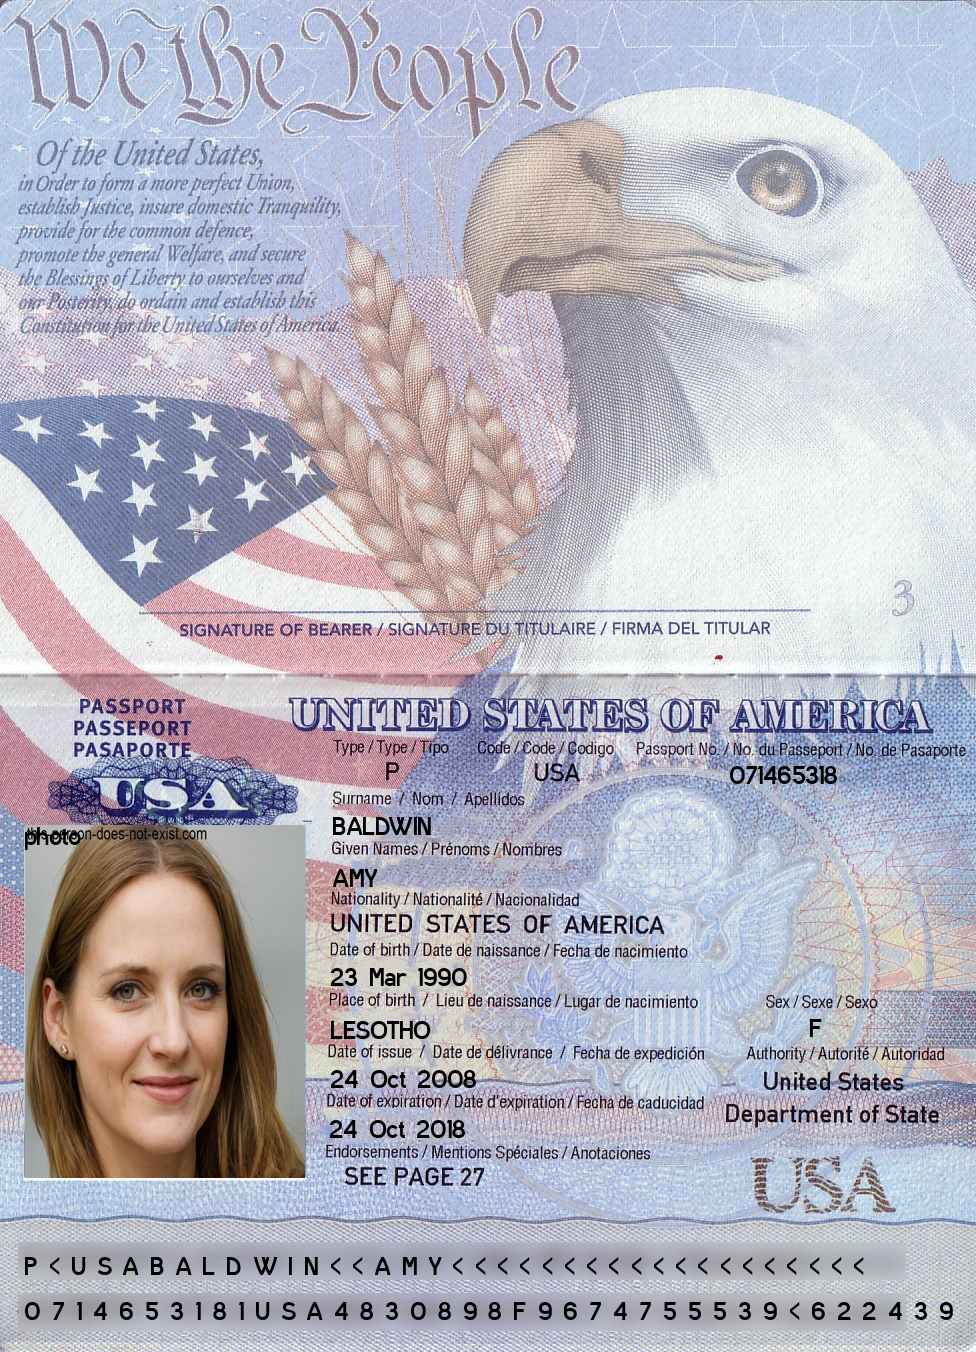 We the People
Of the United States,
in Order to form a more perfect Union,
establish Justice, insure domestic Tranquility,
provide for the common defence,
promote the general Welfare, and secure
the Blessings of Liberty to ourselves and
our Posterity, do ordain and establish this
Constitution for the United States of America.
3
SIGNATURE OF BEARER / SIGNATURE DU TITULAIRE / FIRMA DEL TITULAR
PASSPORT
PASSEPORT
PASAPORTE
USA
UNITED STATES OF AMERICA
Type / Type / Tipo Code / Code / Codigo Passport No. / No. du Passeport / No. de Pasaporte
P USA 071465318
Surname / Nom / Apellidos
BALDWIN
Given Names / Prénoms / Nombres
AMY
Nationality / Nationalité / Nacionalidad
UNITED STATES OF AMERICA
Date of birth / Date de naissance / Fecha de nacimiento
23 Mar 1990
Place of birth / Lieu de naissance / Lugar de nacimiento Sex / Sexe / Sexo
LESOTHO F
Date of issue / Date de délivrance / Fecha de expedición Authority / Autorité / Autoridad
24 Oct 2008 United States
Date of expiration / Date d'expiration / Fecha de caducidad Department of State
24 Oct 2018
Endorsements / Mentions Spéciales / Anotaciones
SEE PAGE 27
USA
photo
this-person-does-not-exist.com
P<USABALDWIN<<AMY<<<<<<<<<<<<<<<<<<<
0714653181USA4830898F9674755539<622439